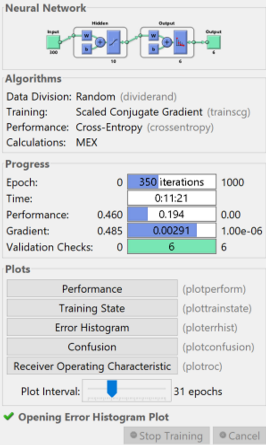 Neural Network
Hidden
Output
Input
Output
W
W
b
b
300
10
6
6
Algorithms
Data Division: Random (dividerand)
Training: Scaled Conjugate Gradient (trainscg)
Performance: Cross-Entropy (crossentropy)
Calculations: MEX
Progress
Epoch: 0 350 iterations 1000
Time: 0:11:21
Performance: 0.460 0.194 0.00
Gradient: 0.485 0.00291 1.00e-06
Validation Checks: 0 6 6
Plots
Performance (plotperform)
Training State (plottrainstate)
Error Histogram (ploterrhist)
Confusion (plotconfusion)
Receiver Operating Characteristic (plotroc)
Plot Interval: 31 epochs
Opening Error Histogram Plot
Stop Training Cancel